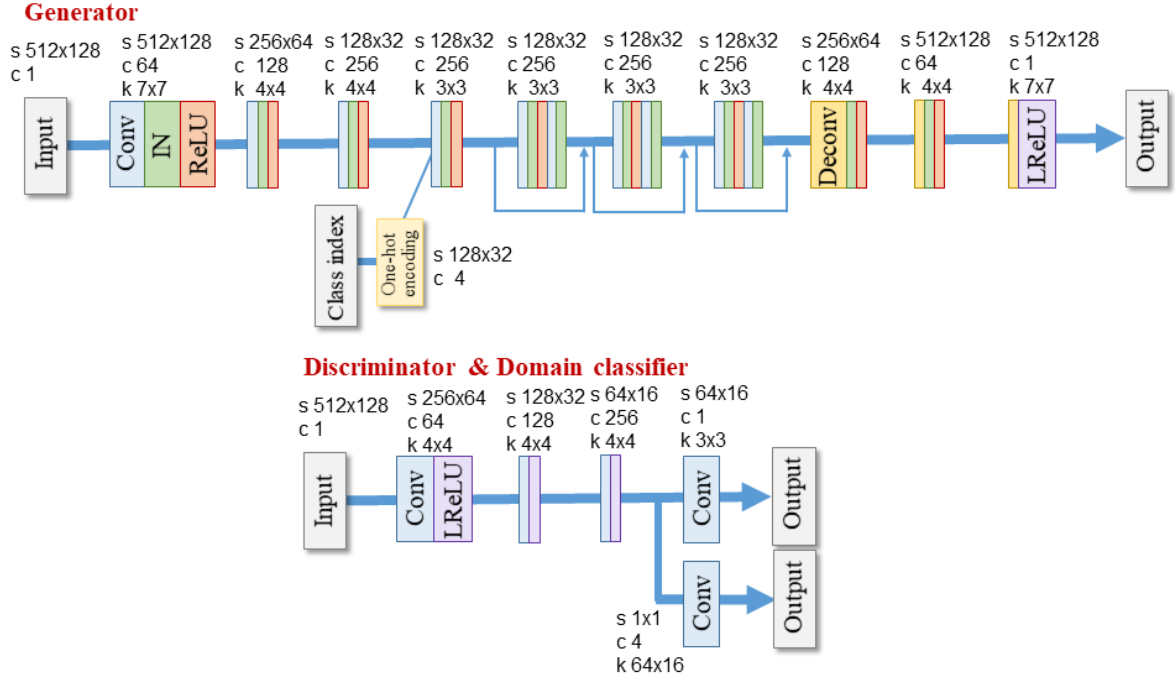 Generator
s 512x128
c 1
Input
s 512x128
c 64
k 7x7
Conv
IN
ReLU
s 256x64
c 128
k 4x4
s 128x32
c 256
k 4x4
s 128x32
c 256
k 3x3
s 128x32
c 256
k 3x3
s 128x32
c 256
k 3x3
s 128x32
c 256
k 3x3
s 256x64
c 128
k 4x4
Deconv
s 512x128
c 64
k 4x4
s 512x128
c 1
k 7x7
LReLU
Output
Class index
One-hot
encoding
s 128x32
c 4
Discriminator & Domain classifier
s 512x128
c 1
Input
s 256x64
c 64
k 4x4
Conv
LReLU
s 128x32
c 128
k 4x4
s 64x16
c 256
k 4x4
s 64x16
c 1
k 3x3
Conv
Output
s 1x1
c 4
k 64x16
Conv
Output